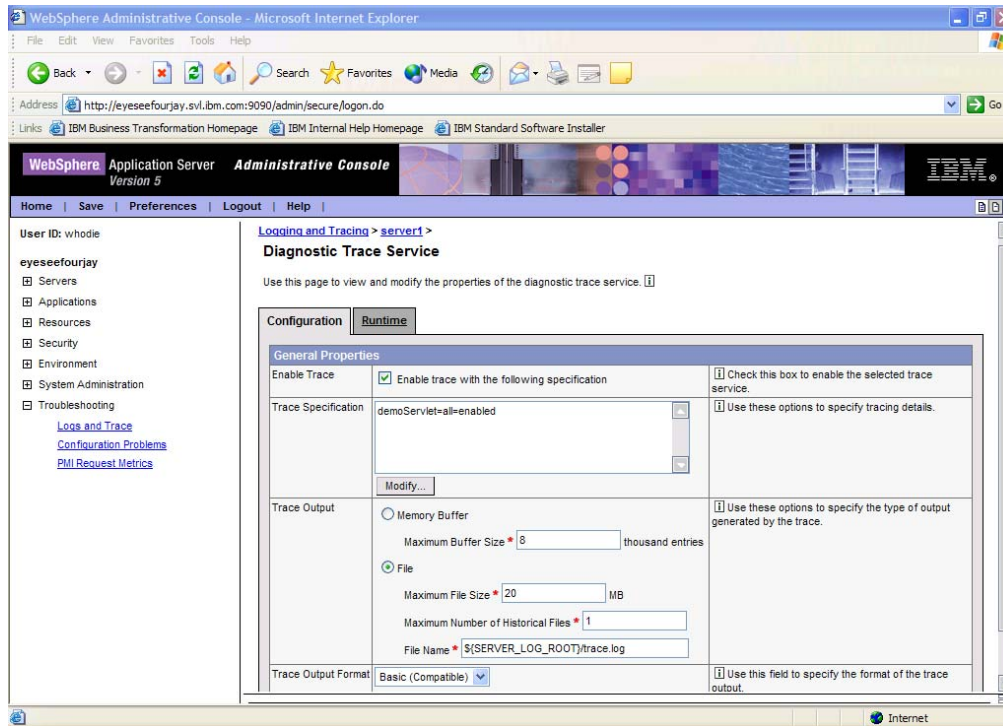 WebSphere Administrative Console - Microsoft Internet Explorer
File Edit View Favorites Tools Help
Back Search Favorites Media
Address http://eyeseefourjay.svl.ibm.com:9090/admin/secure/logon.do Go
Links IBM Business Transformation Homepage IBM Internal Help Homepage IBM Standard Software Installer
WebSphere Application Server Administrative Console
Version 5
IBM
Home | Save | Preferences | Logout | Help |
User ID: whodie
eyeseefourjay
Servers
Applications
Resources
Security
Environment
System Administration
Troubleshooting
Logs and Trace
Configuration Problems
PMI Request Metrics
Logging and Tracing > server1 >
Diagnostic Trace Service
Use this page to view and modify the properties of the diagnostic trace service. i
Configuration Runtime
General Properties
Enable Trace Enable trace with the following specification i Check this box to enable the selected trace
service.
Trace Specification demoServlet=all=enabled i Use these options to specify tracing details.
Modify...
Trace Output Memory Buffer i Use these options to specify the type of output
generated by the trace.
Maximum Buffer Size * 8 thousand entries
File
Maximum File Size * 20 MB
Maximum Number of Historical Files * 1
File Name * ${SERVER_LOG_ROOT}/trace.log
Trace Output Format Basic (Compatible) i Use this field to specify the format of the trace
output.
Internet